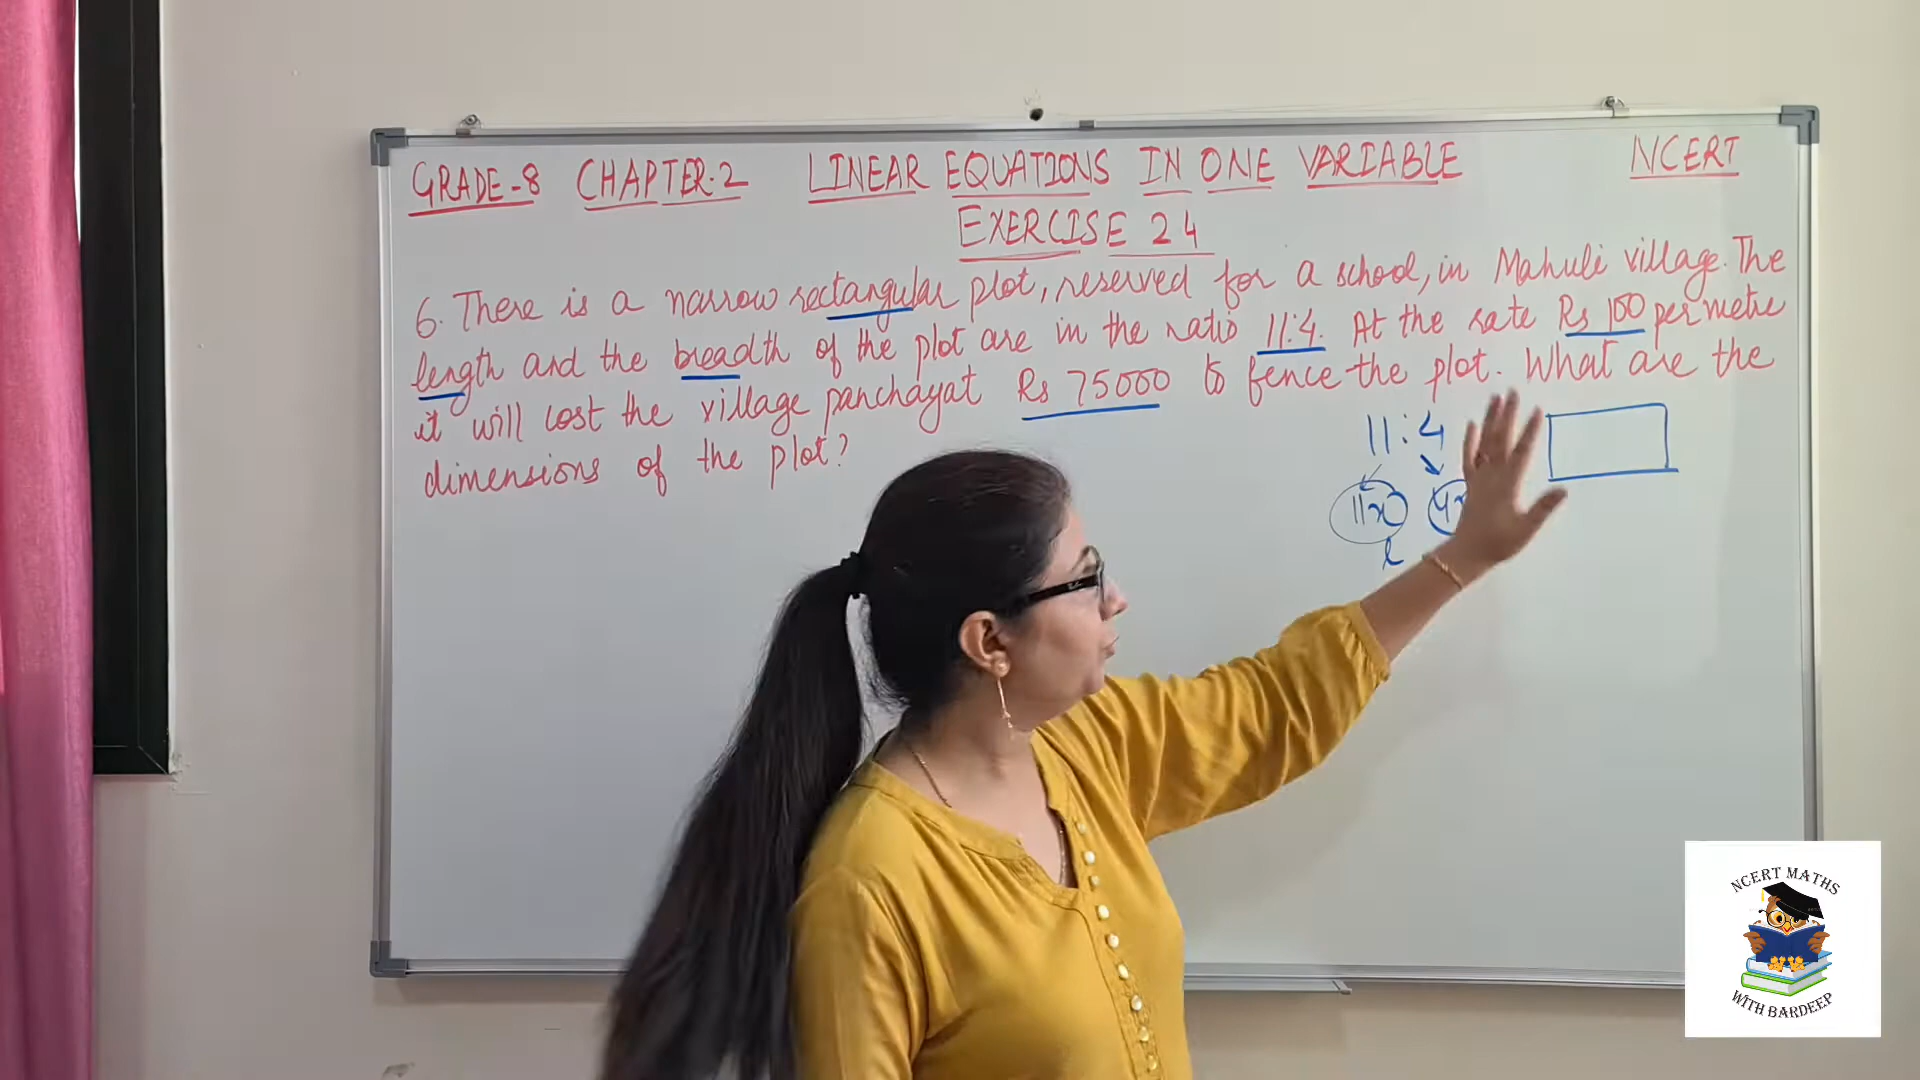 GRADE-8 CHAPTER.2 LINEAR EQUATIONS IN ONE VARIABLE NCERT
EXERCISE 2.4
6. There is a narrow rectangular plot, reserved for a school, in Mahuli village. The
length and the breadth of the plot are in the ratio 11:4. At the rate Rs 100 per metre
it will cost the village panchayat Rs 75000 to fence the plot. What are the
dimensions of the plot?
11:4
11x 4x
l
NCERT MATHS
WITH BARDEEP